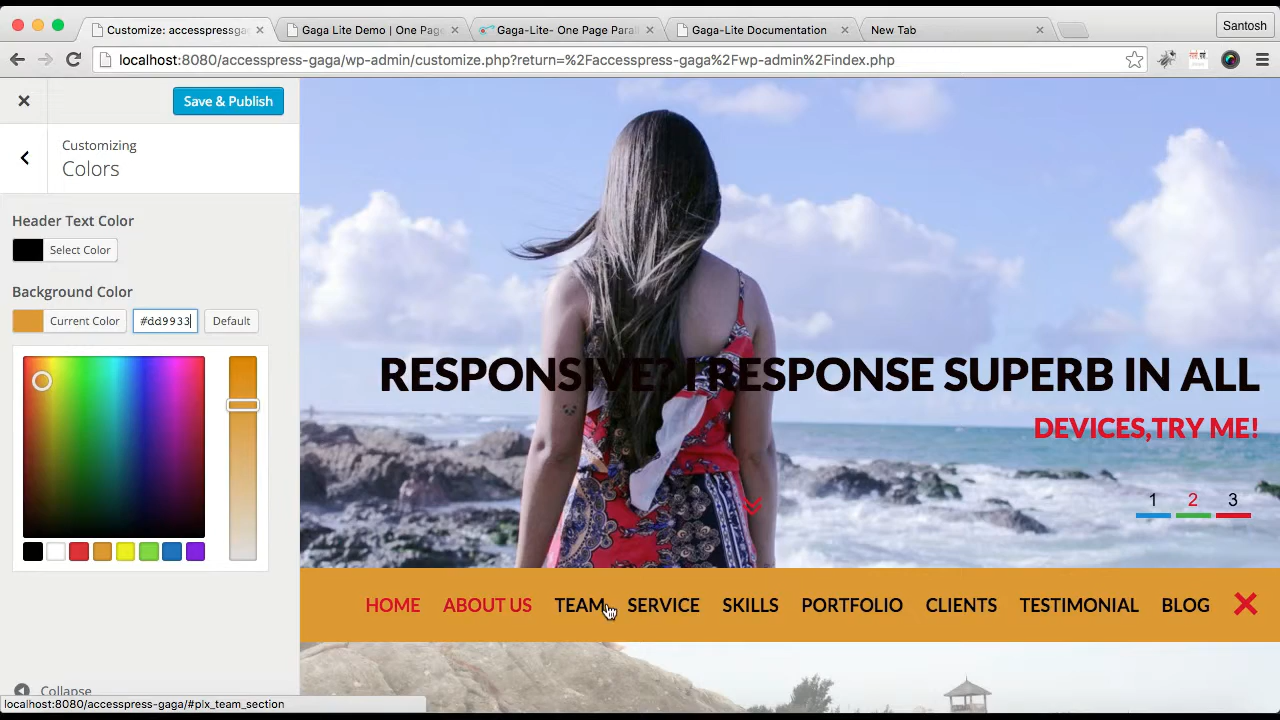 Customize: accesspressga
Gaga Lite Demo | One Page
Gaga-Lite- One Page Paral
Gaga-Lite Documentation
New Tab
Santosh
localhost:8080/accesspress-gaga/wp-admin/customize.php?return=%2Faccesspress-gaga%2Fwp-admin%2Findex.php
Save & Publish
Customizing
Colors
Header Text Color
Select Color
Background Color
Current Color
#dd9933
Default
RESPONSIVE? I RESPONSE SUPERB IN ALL
DEVICES,TRY ME!
1 2 3
HOME ABOUT US TEAM SERVICE SKILLS PORTFOLIO CLIENTS TESTIMONIAL BLOG
Collapse
localhost:8080/accesspress-gaga/#plx_team_section